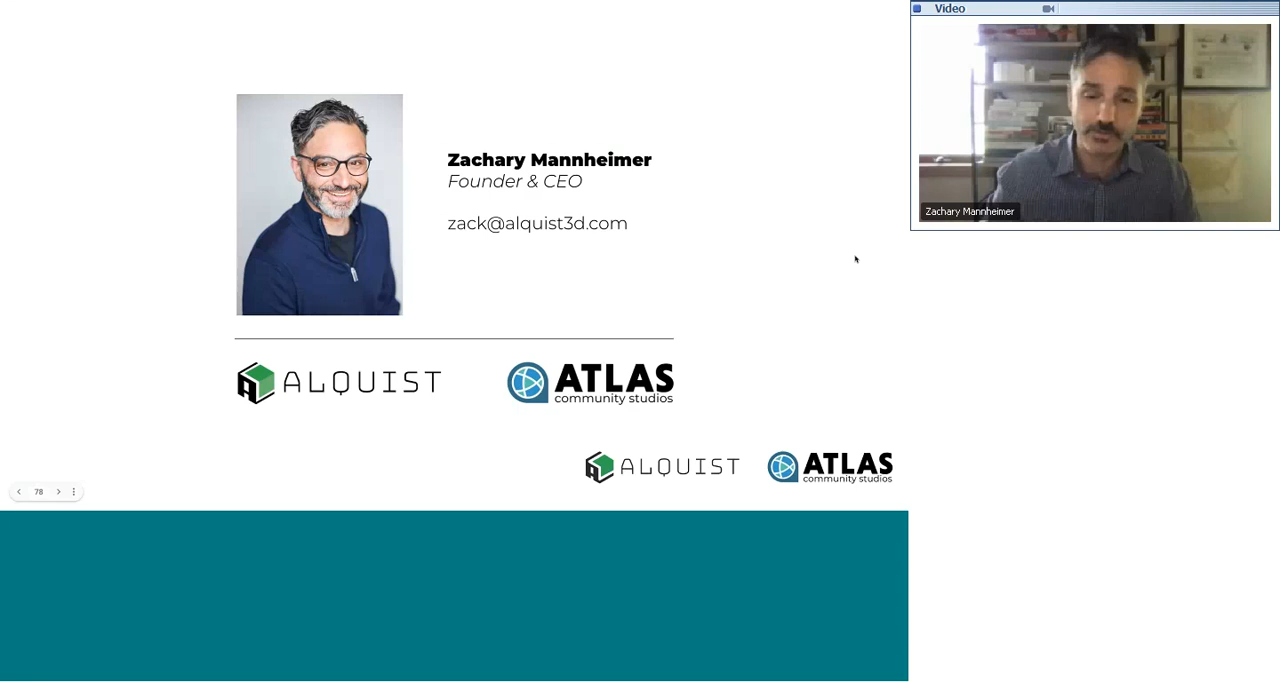 Video
Zachary Mannheimer
Zachary Mannheimer
Founder & CEO
zack@alquist3d.com
ALQUIST
ATLAS
community studios
ALQUIST
ATLAS
community studios
78